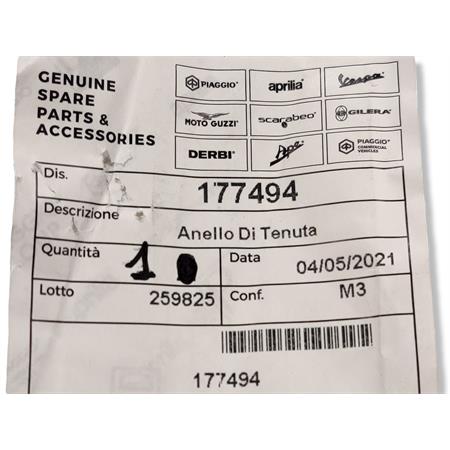 GENUINE
SPARE
PARTS &
ACCESSORIES
PIAGGIO® aprilia Vespa
MOTO GUZZI® scarabeo® GILERA®
DERBI® Ape PIAGGIO® COMMERCIAL VEHICLES
Dis. 177494
Descrizione Anello Di Tenuta
Quantità 1 Data 04/05/2021
Lotto 259825 Conf. M3
177494